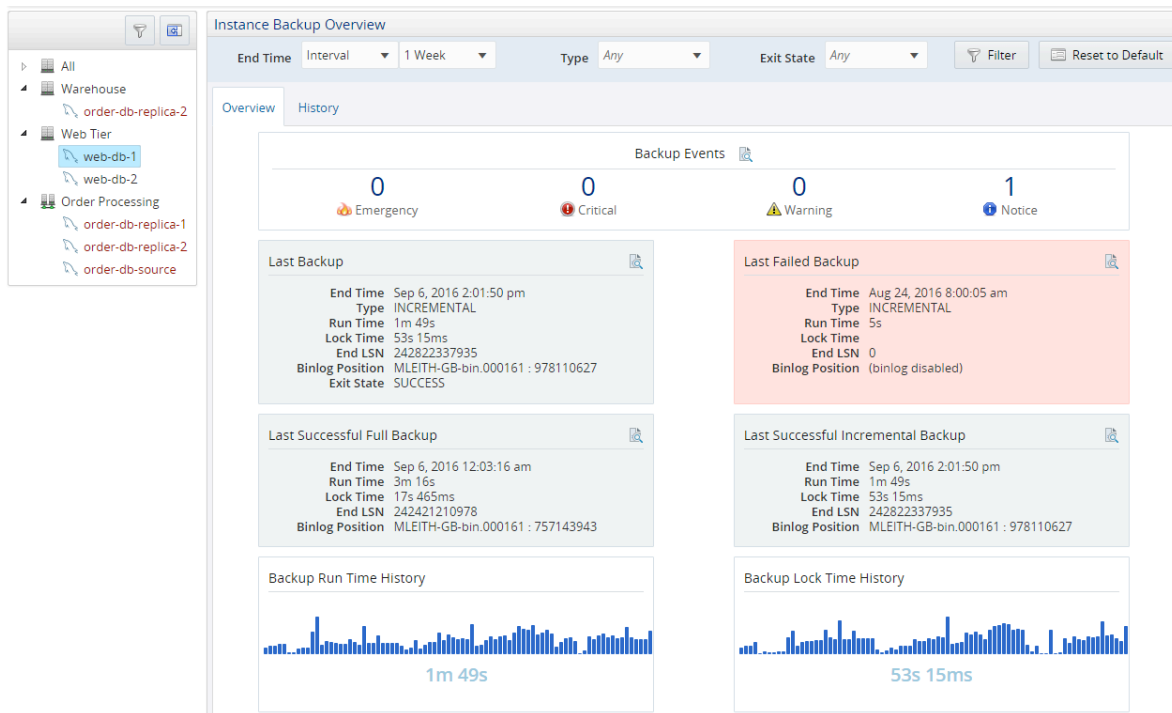 All
Warehouse
order-db-replica-2
Web Tier
web-db-1
web-db-2
Order Processing
order-db-replica-1
order-db-replica-2
order-db-source
Instance Backup Overview
End Time Interval 1 Week Type Any Exit State Any Filter Reset to Default
Overview History
Backup Events
0 0 0 1
Emergency Critical Warning Notice
Last Backup
End Time Sep 6, 2016 2:01:50 pm
Type INCREMENTAL
Run Time 1m 49s
Lock Time 53s 15ms
End LSN 242822337935
Binlog Position MLEITH-GB-bin.000161 : 978110627
Exit State SUCCESS
Last Failed Backup
End Time Aug 24, 2016 8:00:05 am
Type INCREMENTAL
Run Time 5s
Lock Time
End LSN 0
Binlog Position (binlog disabled)
Last Successful Full Backup
End Time Sep 6, 2016 12:03:16 am
Run Time 3m 16s
Lock Time 17s 465ms
End LSN 242421210978
Binlog Position MLEITH-GB-bin.000161 : 757143943
Last Successful Incremental Backup
End Time Sep 6, 2016 2:01:50 pm
Run Time 1m 49s
Lock Time 53s 15ms
End LSN 242822337935
Binlog Position MLEITH-GB-bin.000161 : 978110627
Backup Run Time History
1m 49s
Backup Lock Time History
53s 15ms